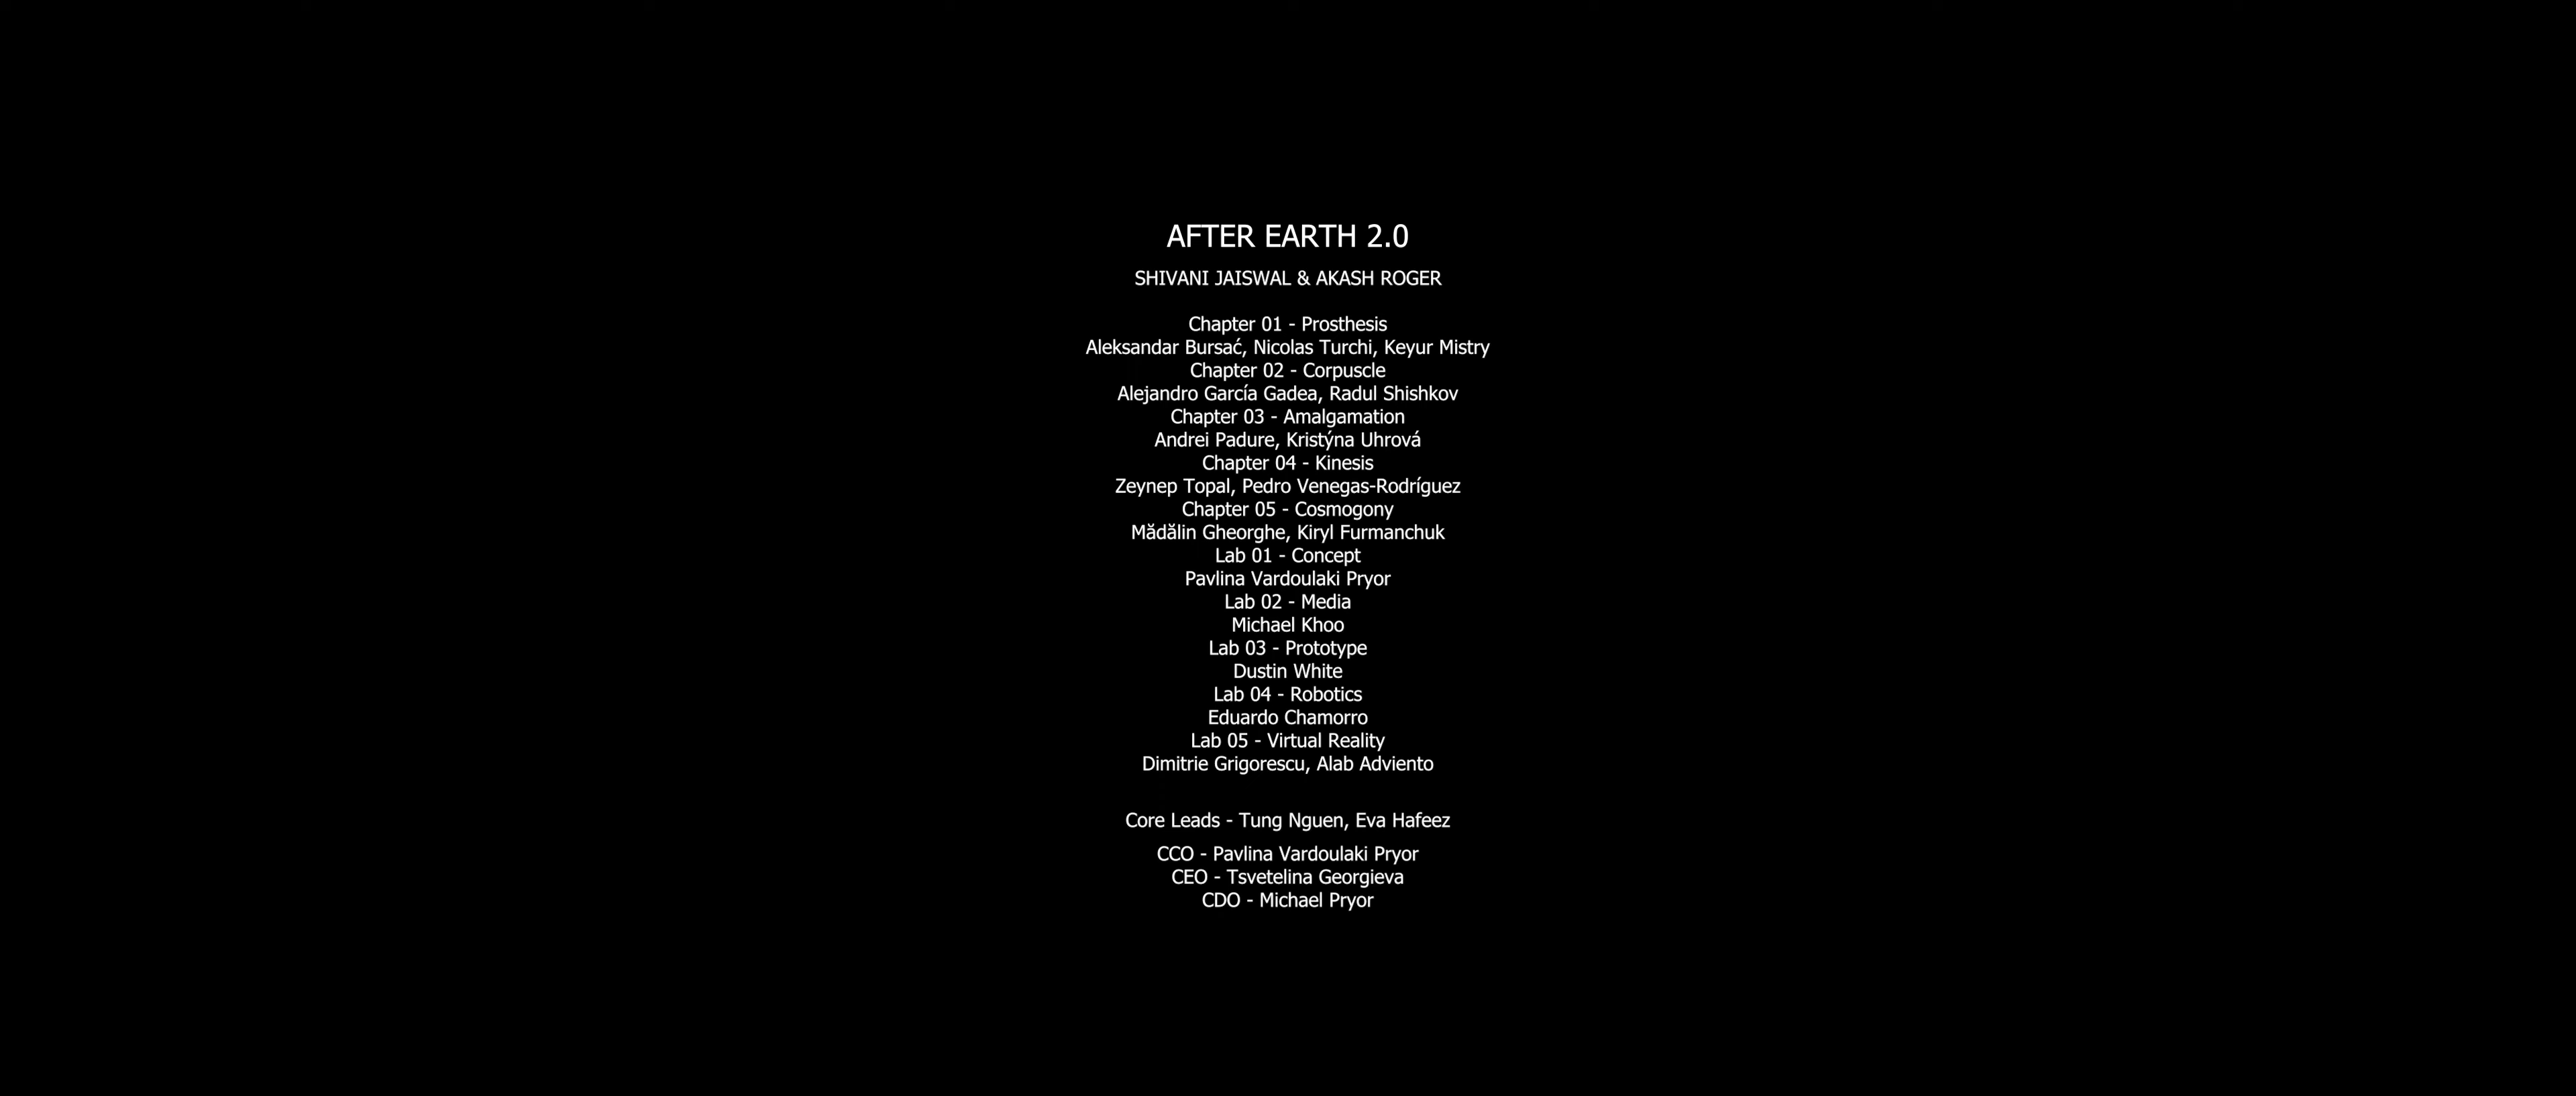 AFTER EARTH 2.0
SHIVANI JAISWAL & AKASH ROGER
Chapter 01 - Prosthesis
Aleksandar Bursać, Nicolas Turchi, Keyur Mistry
Chapter 02 - Corpuscle
Alejandro García Gadea, Radul Shishkov
Chapter 03 - Amalgamation
Andrei Padure, Kristýna Uhrová
Chapter 04 - Kinesis
Zeynep Topal, Pedro Venegas-Rodríguez
Chapter 05 - Cosmogony
Mădălin Gheorghe, Kiryl Furmanchuk
Lab 01 - Concept
Pavlina Vardoulaki Pryor
Lab 02 - Media
Michael Khoo
Lab 03 - Prototype
Dustin White
Lab 04 - Robotics
Eduardo Chamorro
Lab 05 - Virtual Reality
Dimitrie Grigorescu, Alab Adviento
Core Leads - Tung Nguen, Eva Hafeez
CCO - Pavlina Vardoulaki Pryor
CEO - Tsvetelina Georgieva
CDO - Michael Pryor